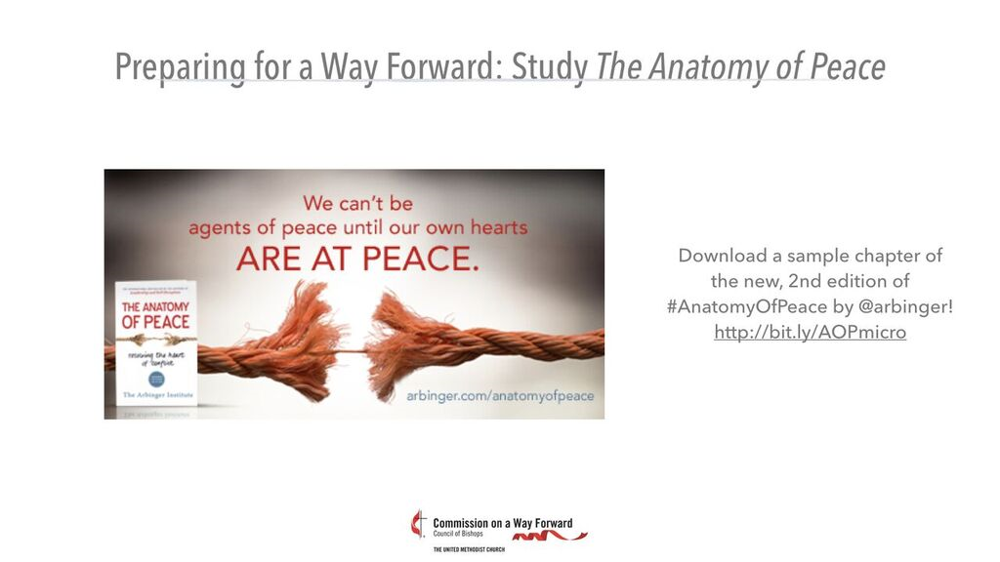 Preparing for a Way Forward: Study The Anatomy of Peace
We can't be
agents of peace until our own hearts
ARE AT PEACE.
THE ANATOMY
OF PEACE
resolving the heart
of conflict
The Arbinger Institute
arbinger.com/anatomyofpeace
Download a sample chapter of
the new, 2nd edition of
#AnatomyOfPeace by @arbinger!
http://bit.ly/AOPmicro
Commission on a Way Forward
Council of Bishops
THE UNITED METHODIST CHURCH